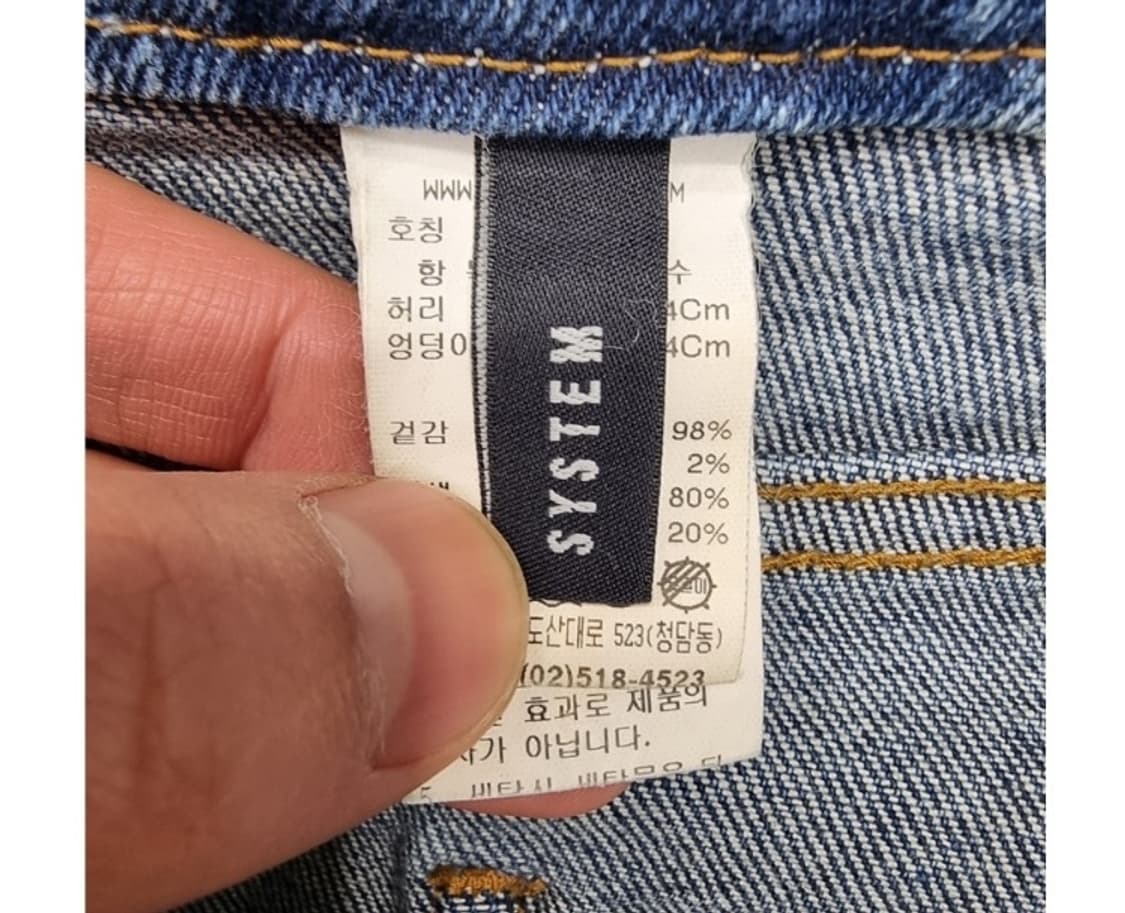 WWW
M
호칭
항
수
허리
4Cm
엉덩이
4Cm
겉감
98%
2%
80%
20%
SYSTEM
도산대로 523(청담동)
(02)518-4523
효과로 제품의
아닙니다.